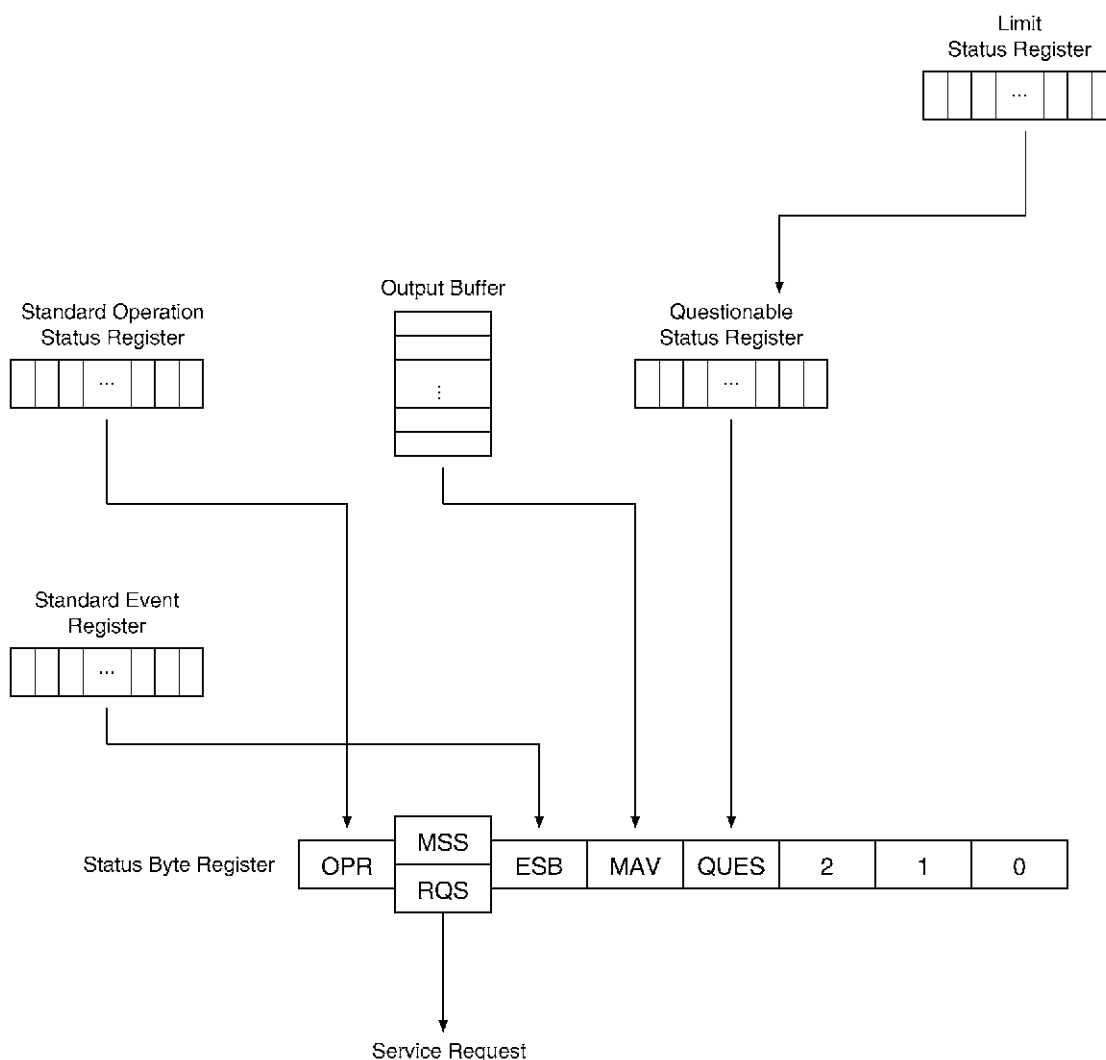 Limit
Status Register
...
Output Buffer
Standard Operation
Status Register
Questionable
Status Register
...
...
...
Standard Event
Register
...
Status Byte Register
OPR
MSS
RQS
ESB
MAV
QUES
2
1
0
Service Request